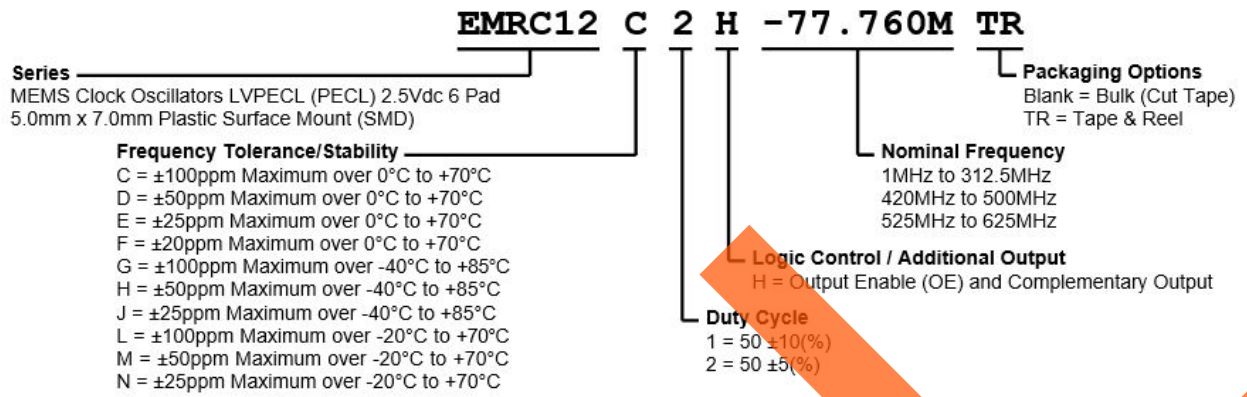 EMRC12 C 2 H -77.760M TR
Series
MEMS Clock Oscillators LVPECL (PECL) 2.5Vdc 6 Pad
5.0mm x 7.0mm Plastic Surface Mount (SMD)
Packaging Options
Blank = Bulk (Cut Tape)
TR = Tape & Reel
Frequency Tolerance/Stability
C = ±100ppm Maximum over 0°C to +70°C
D = ±50ppm Maximum over 0°C to +70°C
E = ±25ppm Maximum over 0°C to +70°C
F = ±20ppm Maximum over 0°C to +70°C
G = ±100ppm Maximum over -40°C to +85°C
H = ±50ppm Maximum over -40°C to +85°C
J = ±25ppm Maximum over -40°C to +85°C
L = ±100ppm Maximum over -20°C to +70°C
M = ±50ppm Maximum over -20°C to +70°C
N = ±25ppm Maximum over -20°C to +70°C
Nominal Frequency
1MHz to 312.5MHz
420MHz to 500MHz
525MHz to 625MHz
Logic Control / Additional Output
H = Output Enable (OE) and Complementary Output
Duty Cycle
1 = 50 ±10(%)
2 = 50 ±5(%)